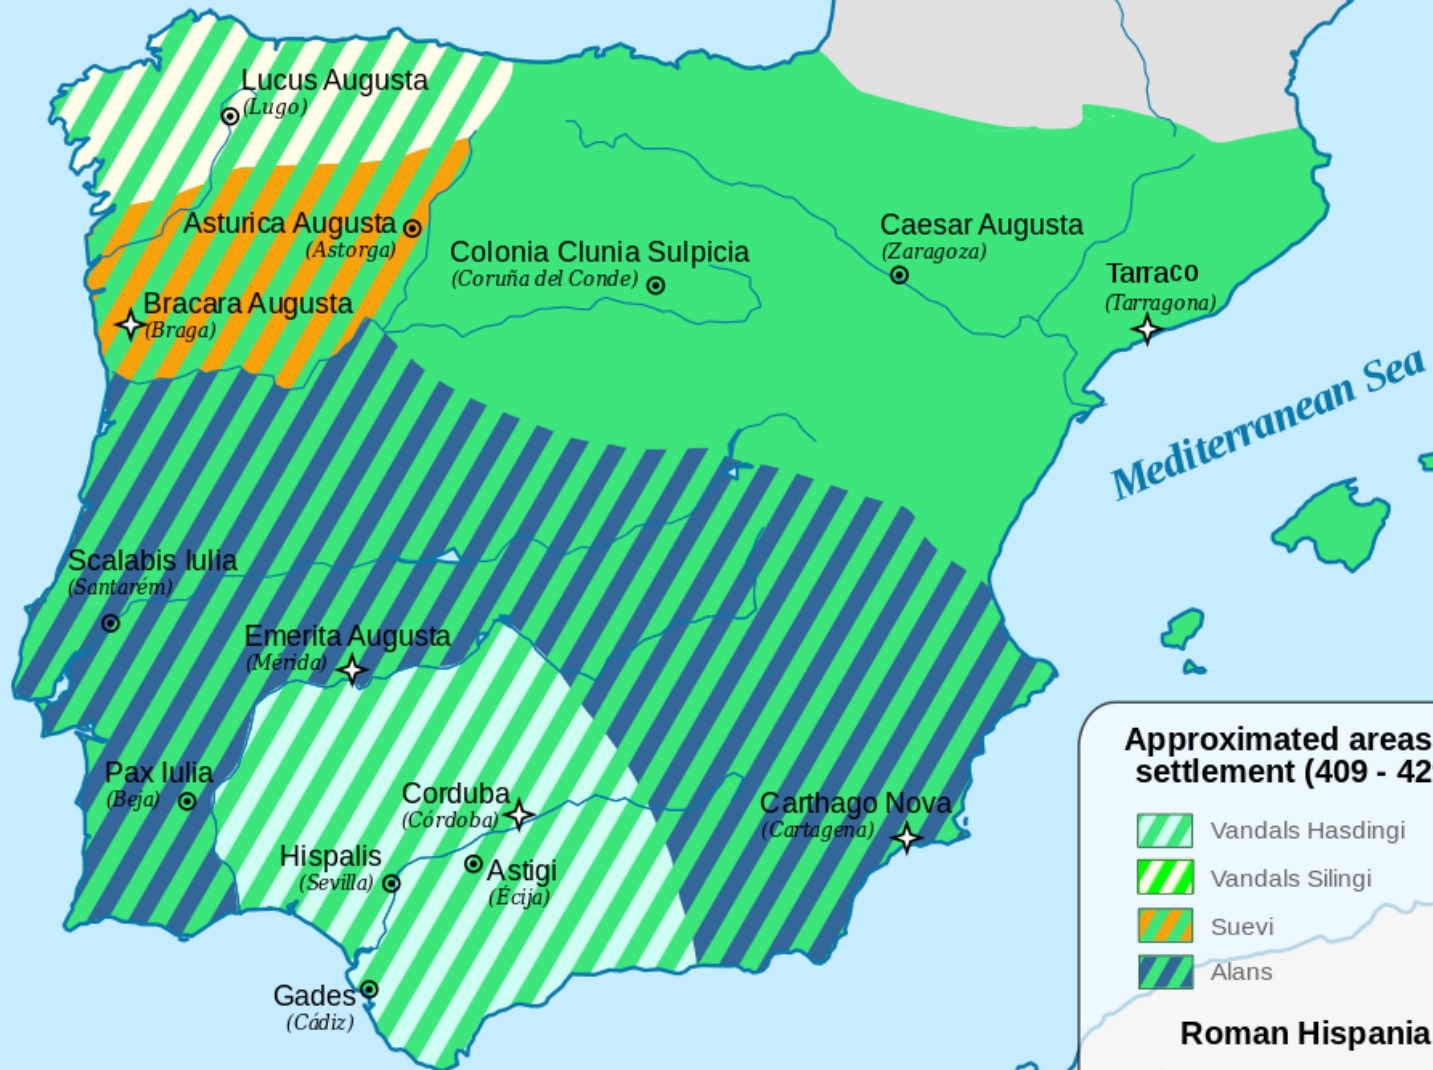 Lucus Augusta
(Lugo)
Asturica Augusta
(Astorga)
Colonia Clunia Sulpicia
(Coruña del Conde)
Caesar Augusta
(Zaragoza)
Tarraco
(Tarragona)
Bracara Augusta
(Braga)
Mediterranean Sea
Scalabis Iulia
(Santarém)
Emerita Augusta
(Mérida)
Pax Iulia
(Beja)
Corduba
(Córdoba)
Carthago Nova
(Cartagena)
Hispalis
(Sevilla)
Astigi
(Écija)
Gades
(Cádiz)
Approximated areas
settlement (409 - 42
Vandals Hasdingi
Vandals Silingi
Suevi
Alans
Roman Hispania